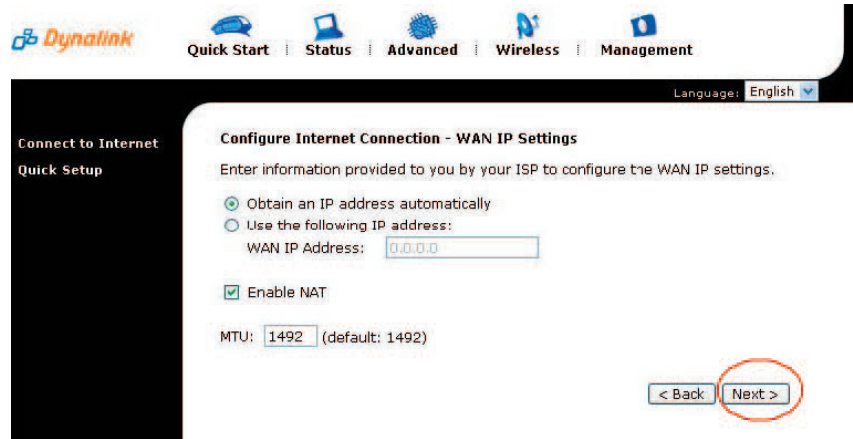 Dynalink
Quick Start
Status
Advanced
Wireless
Management
Language: English
Connect to Internet
Quick Setup
Configure Internet Connection - WAN IP Settings
Enter information provided to you by your ISP to configure the WAN IP settings.
Obtain an IP address automatically
Use the following IP address:
WAN IP Address: 0.0.0.0
Enable NAT
MTU: 1492 (default: 1492)
< Back Next >